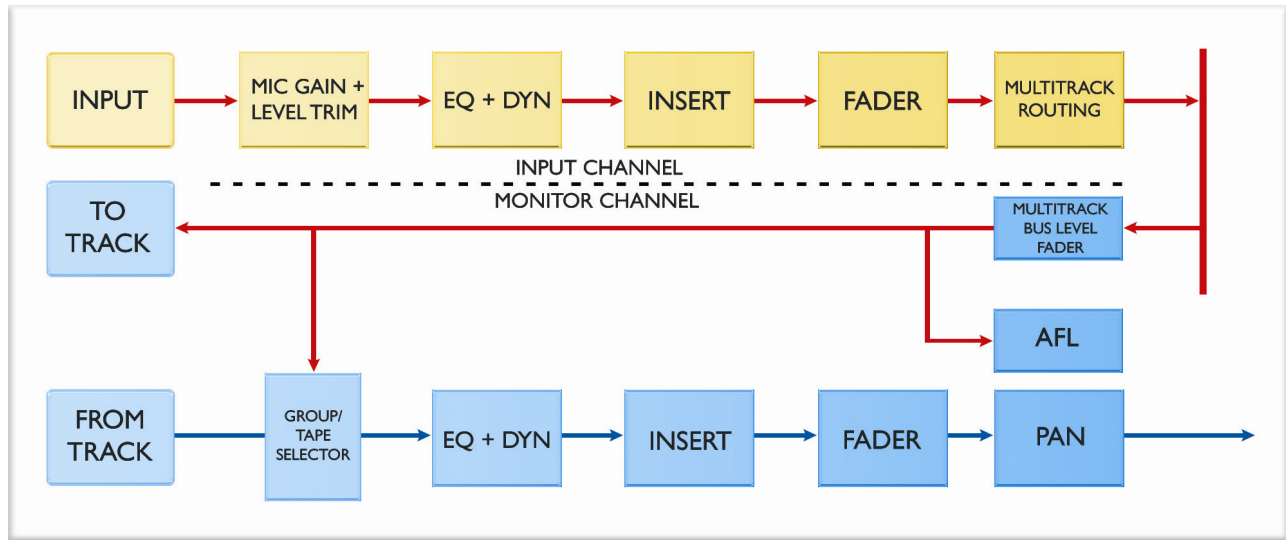 INPUT
MIC GAIN +
LEVEL TRIM
EQ + DYN
INSERT
FADER
MULTITRACK
ROUTING
INPUT CHANNEL
MONITOR CHANNEL
TO
TRACK
MULTITRACK
BUS LEVEL
FADER
AFL
FROM
TRACK
GROUP/
TAPE
SELECTOR
EQ + DYN
INSERT
FADER
PAN